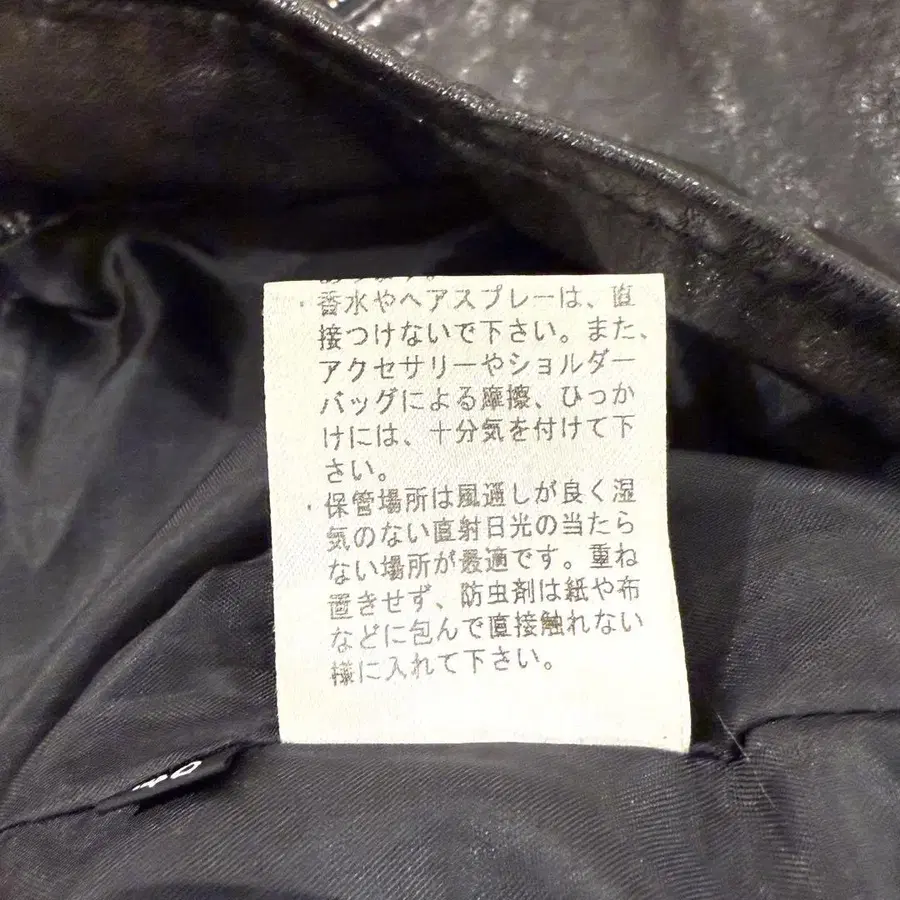 ・香水やヘアスプレーは、直
接つけないで下さい。また、
アクセサリーやショルダー
バッグによる摩擦、ひっか
けには、十分気を付けて下
さい。
・保管場所は風通しが良く湿
気のない直射日光の当たら
ない場所が最適です。重ね
置きせず、防虫剤は紙や布
などに包んで直接触れない
様に入れて下さい。
40